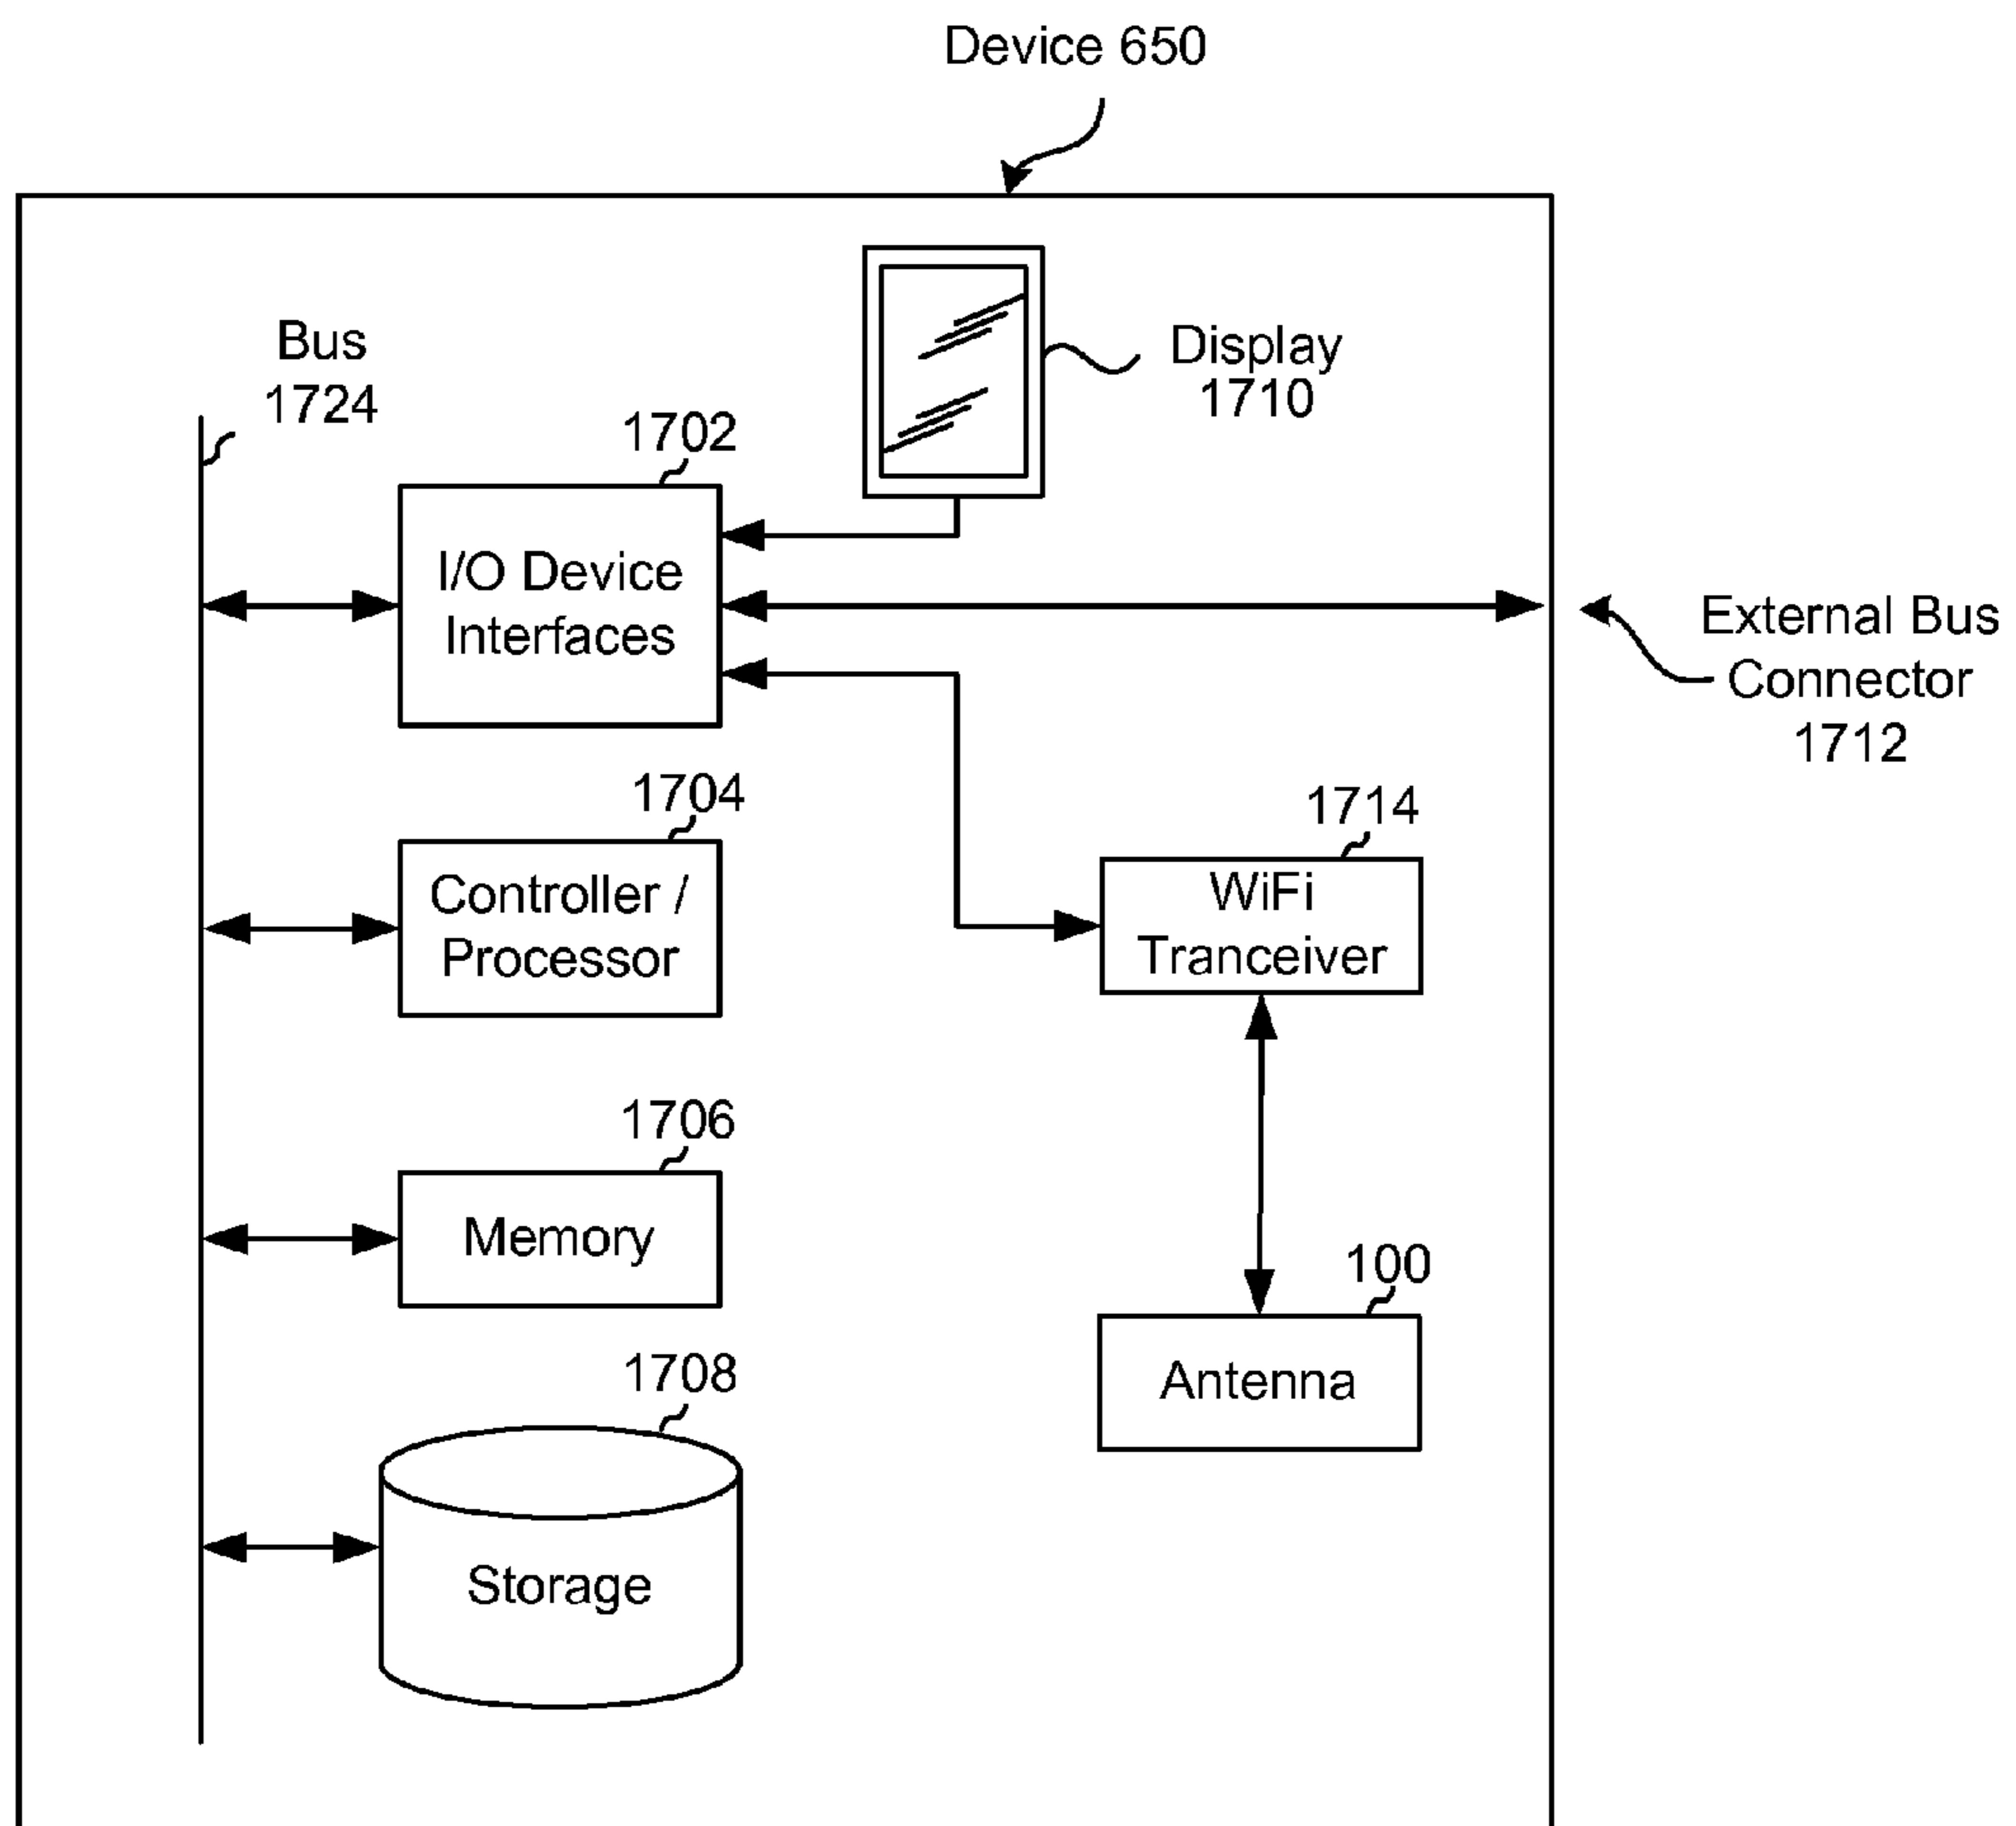 Device 650
Bus
1724
Display
1710
1702
I/O Device
Interfaces
External Bus
Connector
1712
1704
Controller /
Processor
1714
WiFi
Tranceiver
1706
Memory
100
Antenna
1708
Storage